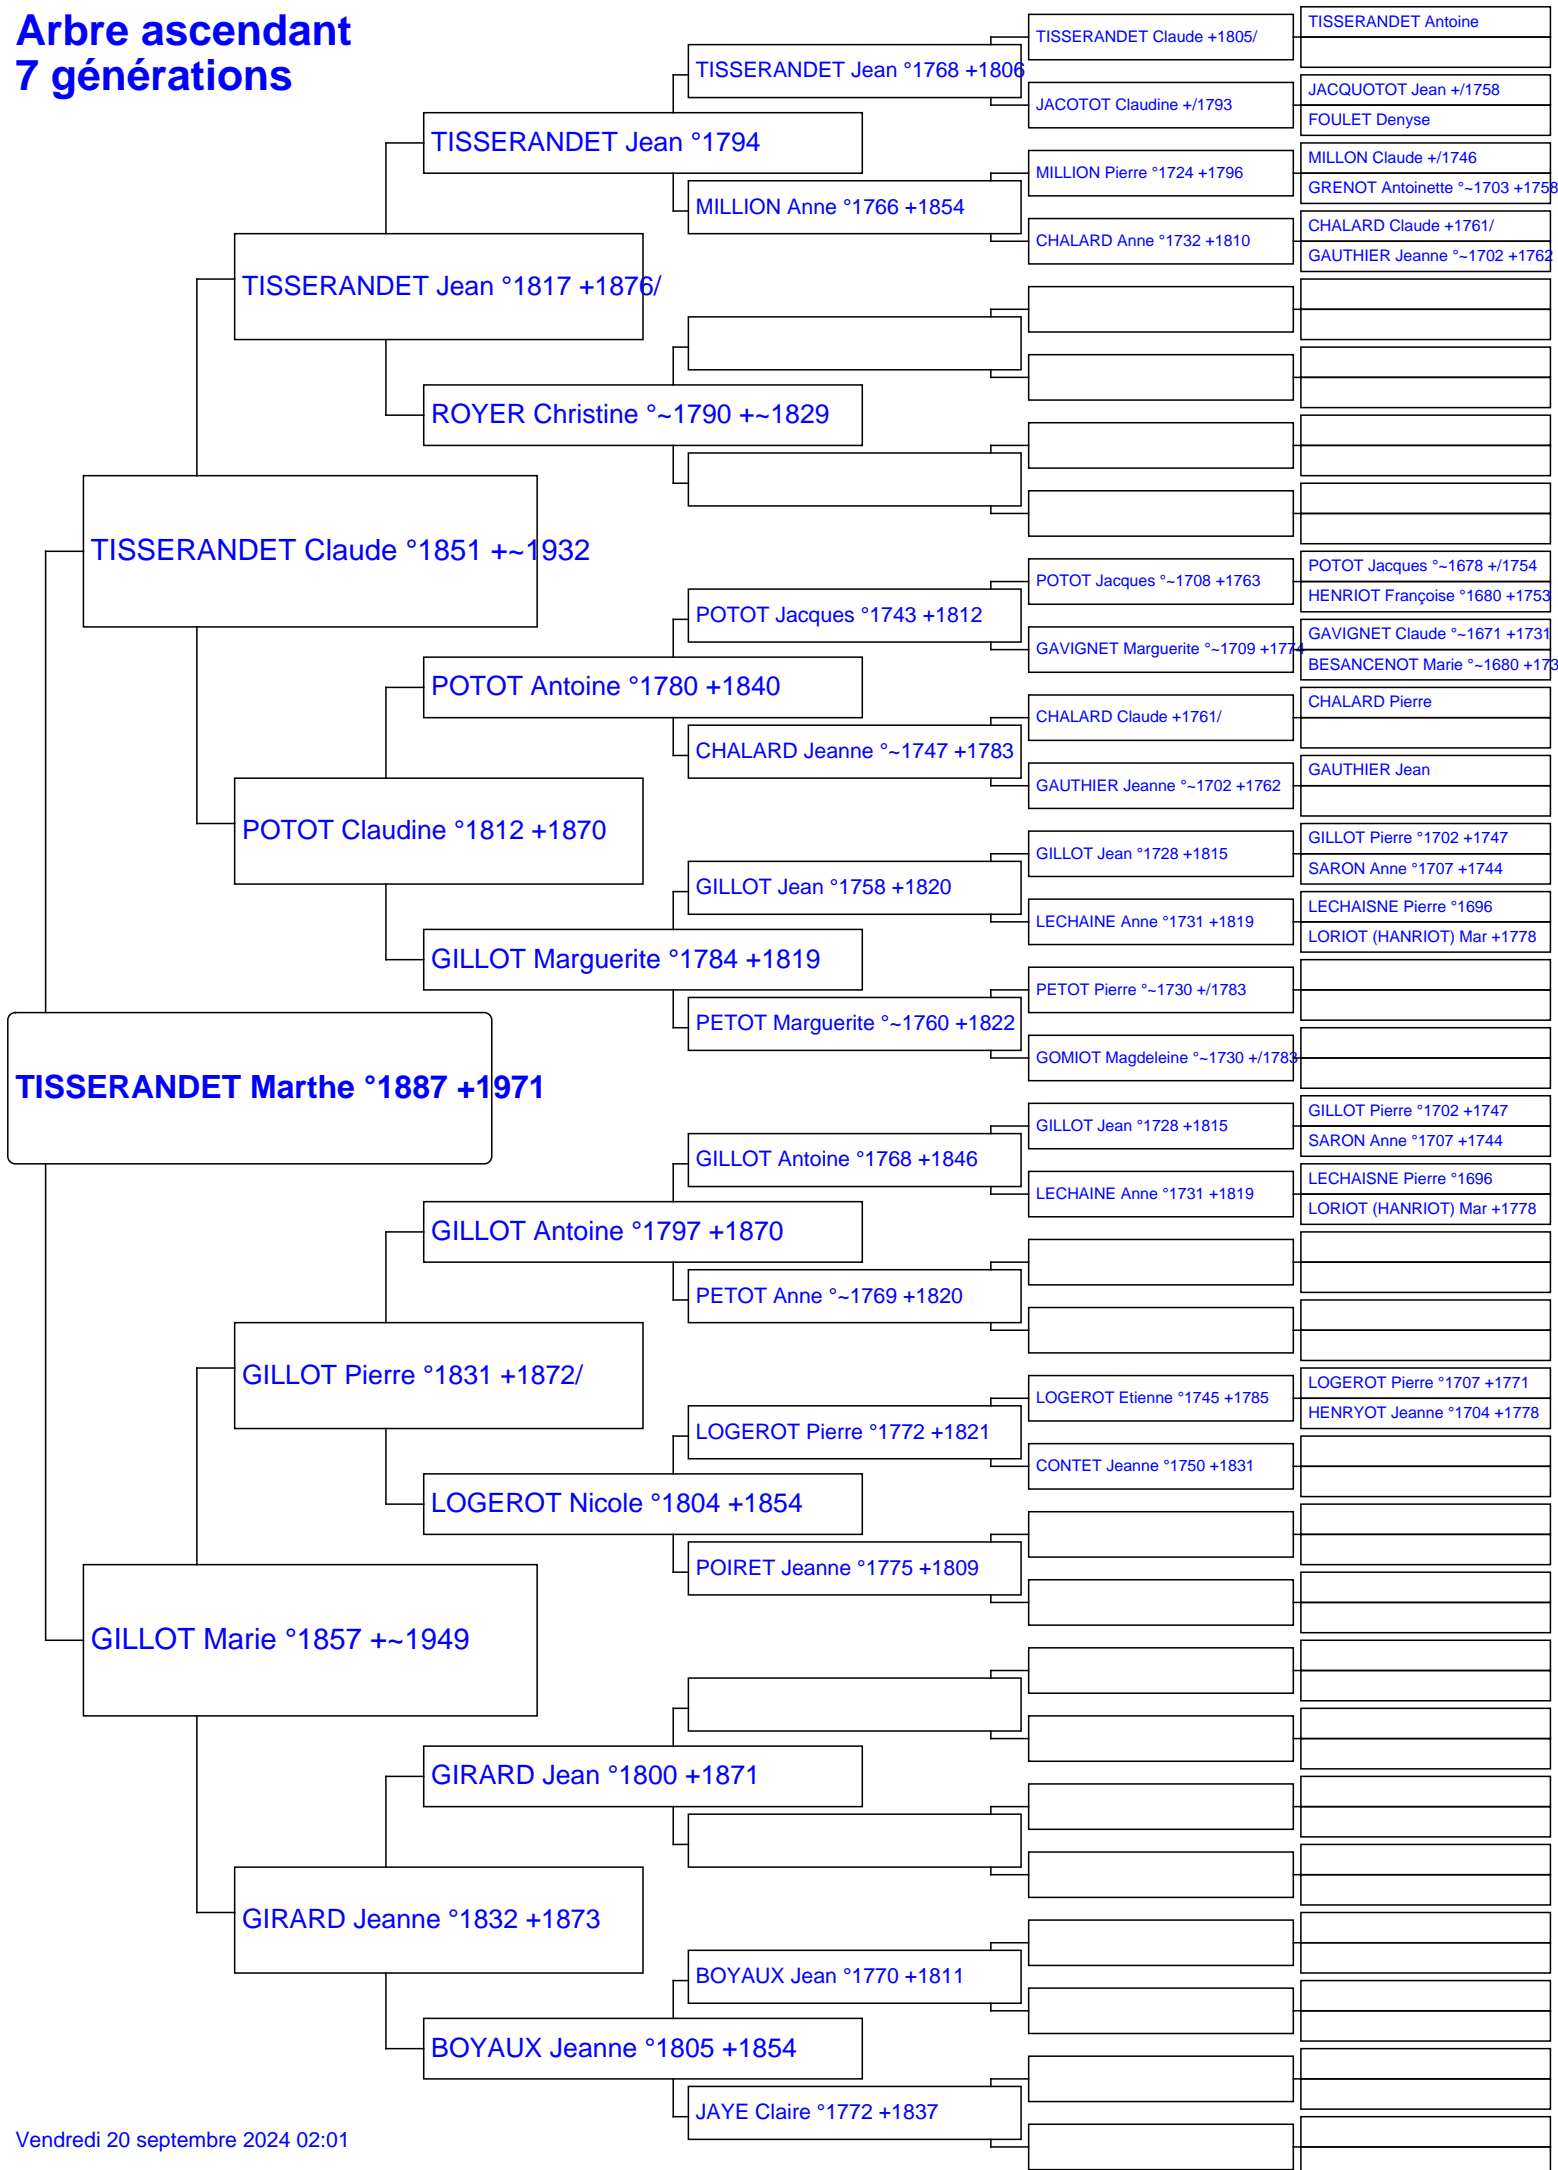 Arbre ascendant
7 générations
TISSERANDET Marthe °1887 +1971
TISSERANDET Claude °1851 +~1932
GILLOT Marie °1857 +~1949
TISSERANDET Jean °1817 +1876/
POTOT Claudine °1812 +1870
GILLOT Pierre °1831 +1872/
GIRARD Jeanne °1832 +1873
TISSERANDET Jean °1794
ROYER Christine °~1790 +~1829
POTOT Antoine °1780 +1840
GILLOT Marguerite °1784 +1819
GILLOT Antoine °1797 +1870
LOGEROT Nicole °1804 +1854
GIRARD Jean °1800 +1871
BOYAUX Jeanne °1805 +1854
TISSERANDET Jean °1768 +1806
MILLION Anne °1766 +1854
POTOT Jacques °1743 +1812
CHALARD Jeanne °~1747 +1783
GILLOT Jean °1758 +1820
PETOT Marguerite °~1760 +1822
GILLOT Antoine °1768 +1846
PETOT Anne °~1769 +1820
LOGEROT Pierre °1772 +1821
POIRET Jeanne °1775 +1809
BOYAUX Jean °1770 +1811
JAYE Claire °1772 +1837
TISSERANDET Claude +1805/
JACOTOT Claudine +/1793
MILLION Pierre °1724 +1796
CHALARD Anne °1732 +1810
POTOT Jacques °~1708 +1763
GAVIGNET Marguerite °~1709 +1774
CHALARD Claude +1761/
GAUTHIER Jeanne °~1702 +1762
GILLOT Jean °1728 +1815
LECHAINE Anne °1731 +1819
PETOT Pierre °~1730 +/1783
GOMIOT Magdeleine °~1730 +/1783
GILLOT Jean °1728 +1815
LECHAINE Anne °1731 +1819
LOGEROT Etienne °1745 +1785
CONTET Jeanne °1750 +1831
TISSERANDET Antoine
JACQUOTOT Jean +/1758
FOULET Denyse
MILLON Claude +/1746
GRENOT Antoinette °~1703 +1758
CHALARD Claude +1761/
GAUTHIER Jeanne °~1702 +1762
POTOT Jacques °~1678 +/1754
HENRIOT Françoise °1680 +1753
GAVIGNET Claude °~1671 +1731
BESANCENOT Marie °~1680 +173
CHALARD Pierre
GAUTHIER Jean
GILLOT Pierre °1702 +1747
SARON Anne °1707 +1744
LECHAISNE Pierre °1696
LORIOT (HANRIOT) Mar +1778
GILLOT Pierre °1702 +1747
SARON Anne °1707 +1744
LECHAISNE Pierre °1696
LORIOT (HANRIOT) Mar +1778
LOGEROT Pierre °1707 +1771
HENRYOT Jeanne °1704 +1778
Vendredi 20 septembre 2024 02:01